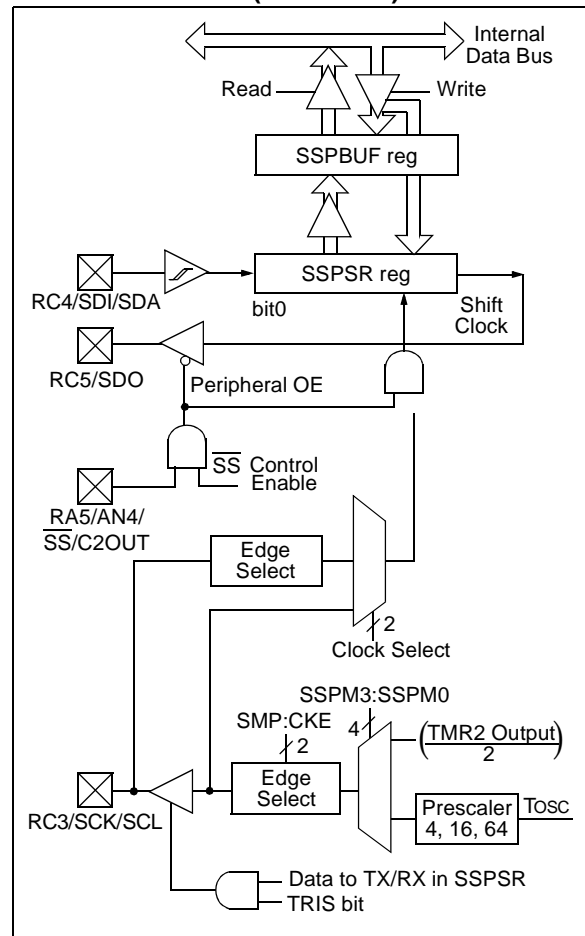 Internal
Data Bus
Read
Write
SSPBUF reg
SSPSR reg
RC4/SDI/SDA
bit0
Shift
Clock
RC5/SDO
Peripheral OE
SS Control
Enable
RA5/AN4/
SS/C2OUT
Edge
Select
2
Clock Select
SSPM3:SSPM0
SMP:CKE
4
(TMR2 Output)
2
2
Edge
Select
RC3/SCK/SCL
Prescaler
4, 16, 64
TOSC
Data to TX/RX in SSPSR
TRIS bit